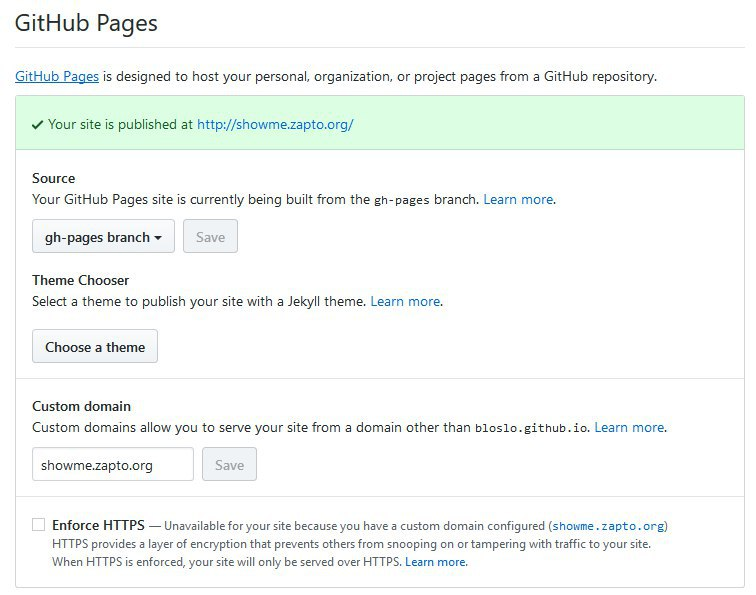 GitHub Pages
GitHub Pages is designed to host your personal, organization, or project pages from a GitHub repository.
Your site is published at http://showme.zapto.org/
Source
Your GitHub Pages site is currently being built from the gh-pages branch. Learn more.
gh-pages branch Save
Theme Chooser
Select a theme to publish your site with a Jekyll theme. Learn more.
Choose a theme
Custom domain
Custom domains allow you to serve your site from a domain other than bloslo.github.io. Learn more.
showme.zapto.org Save
Enforce HTTPS — Unavailable for your site because you have a custom domain configured (showme.zapto.org)
HTTPS provides a layer of encryption that prevents others from snooping on or tampering with traffic to your site.
When HTTPS is enforced, your site will only be served over HTTPS. Learn more.